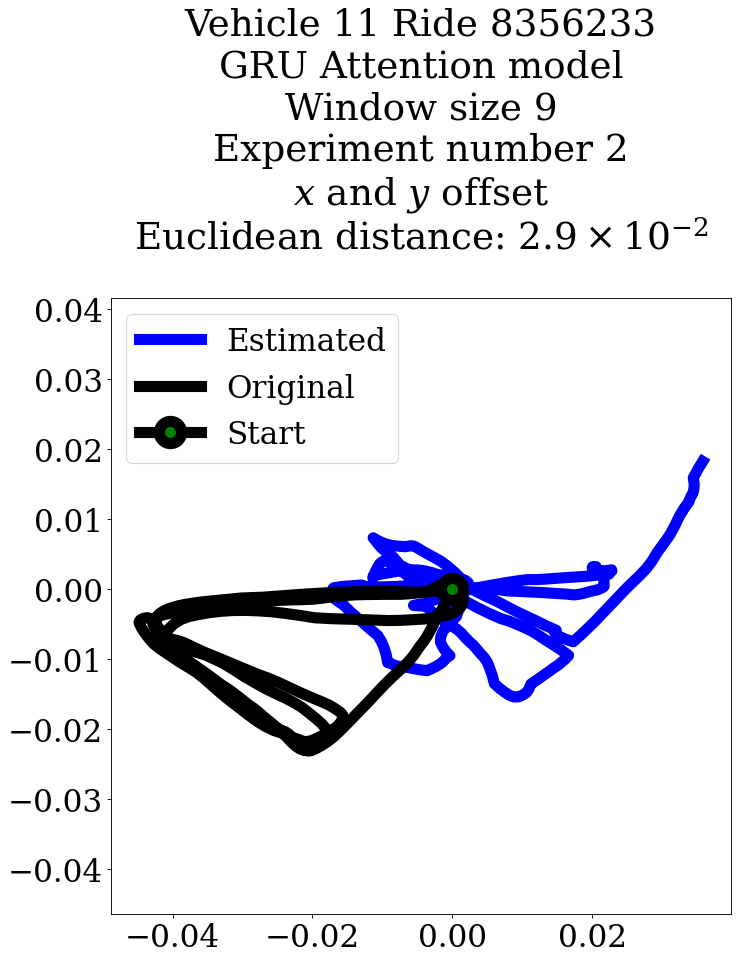 Vehicle 11 Ride 8356233
GRU Attention model
Window size 9
Experiment number 2
x and y offset
Euclidean distance: 2.9 × 10⁻²
0.04
0.03
0.02
0.01
0.00
−0.01
−0.02
−0.03
−0.04
Estimated
Original
Start
−0.04 −0.02 0.00 0.02